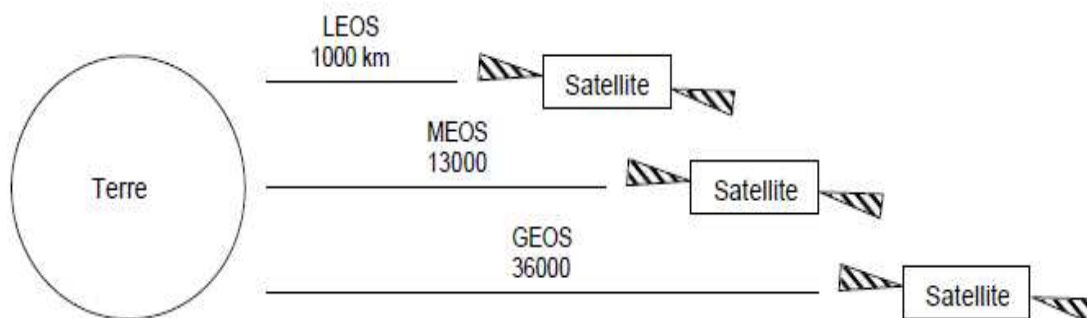 LEOS
1000 km
Satellite
MEOS
13000
Terre
Satellite
GEOS
36000
Satellite